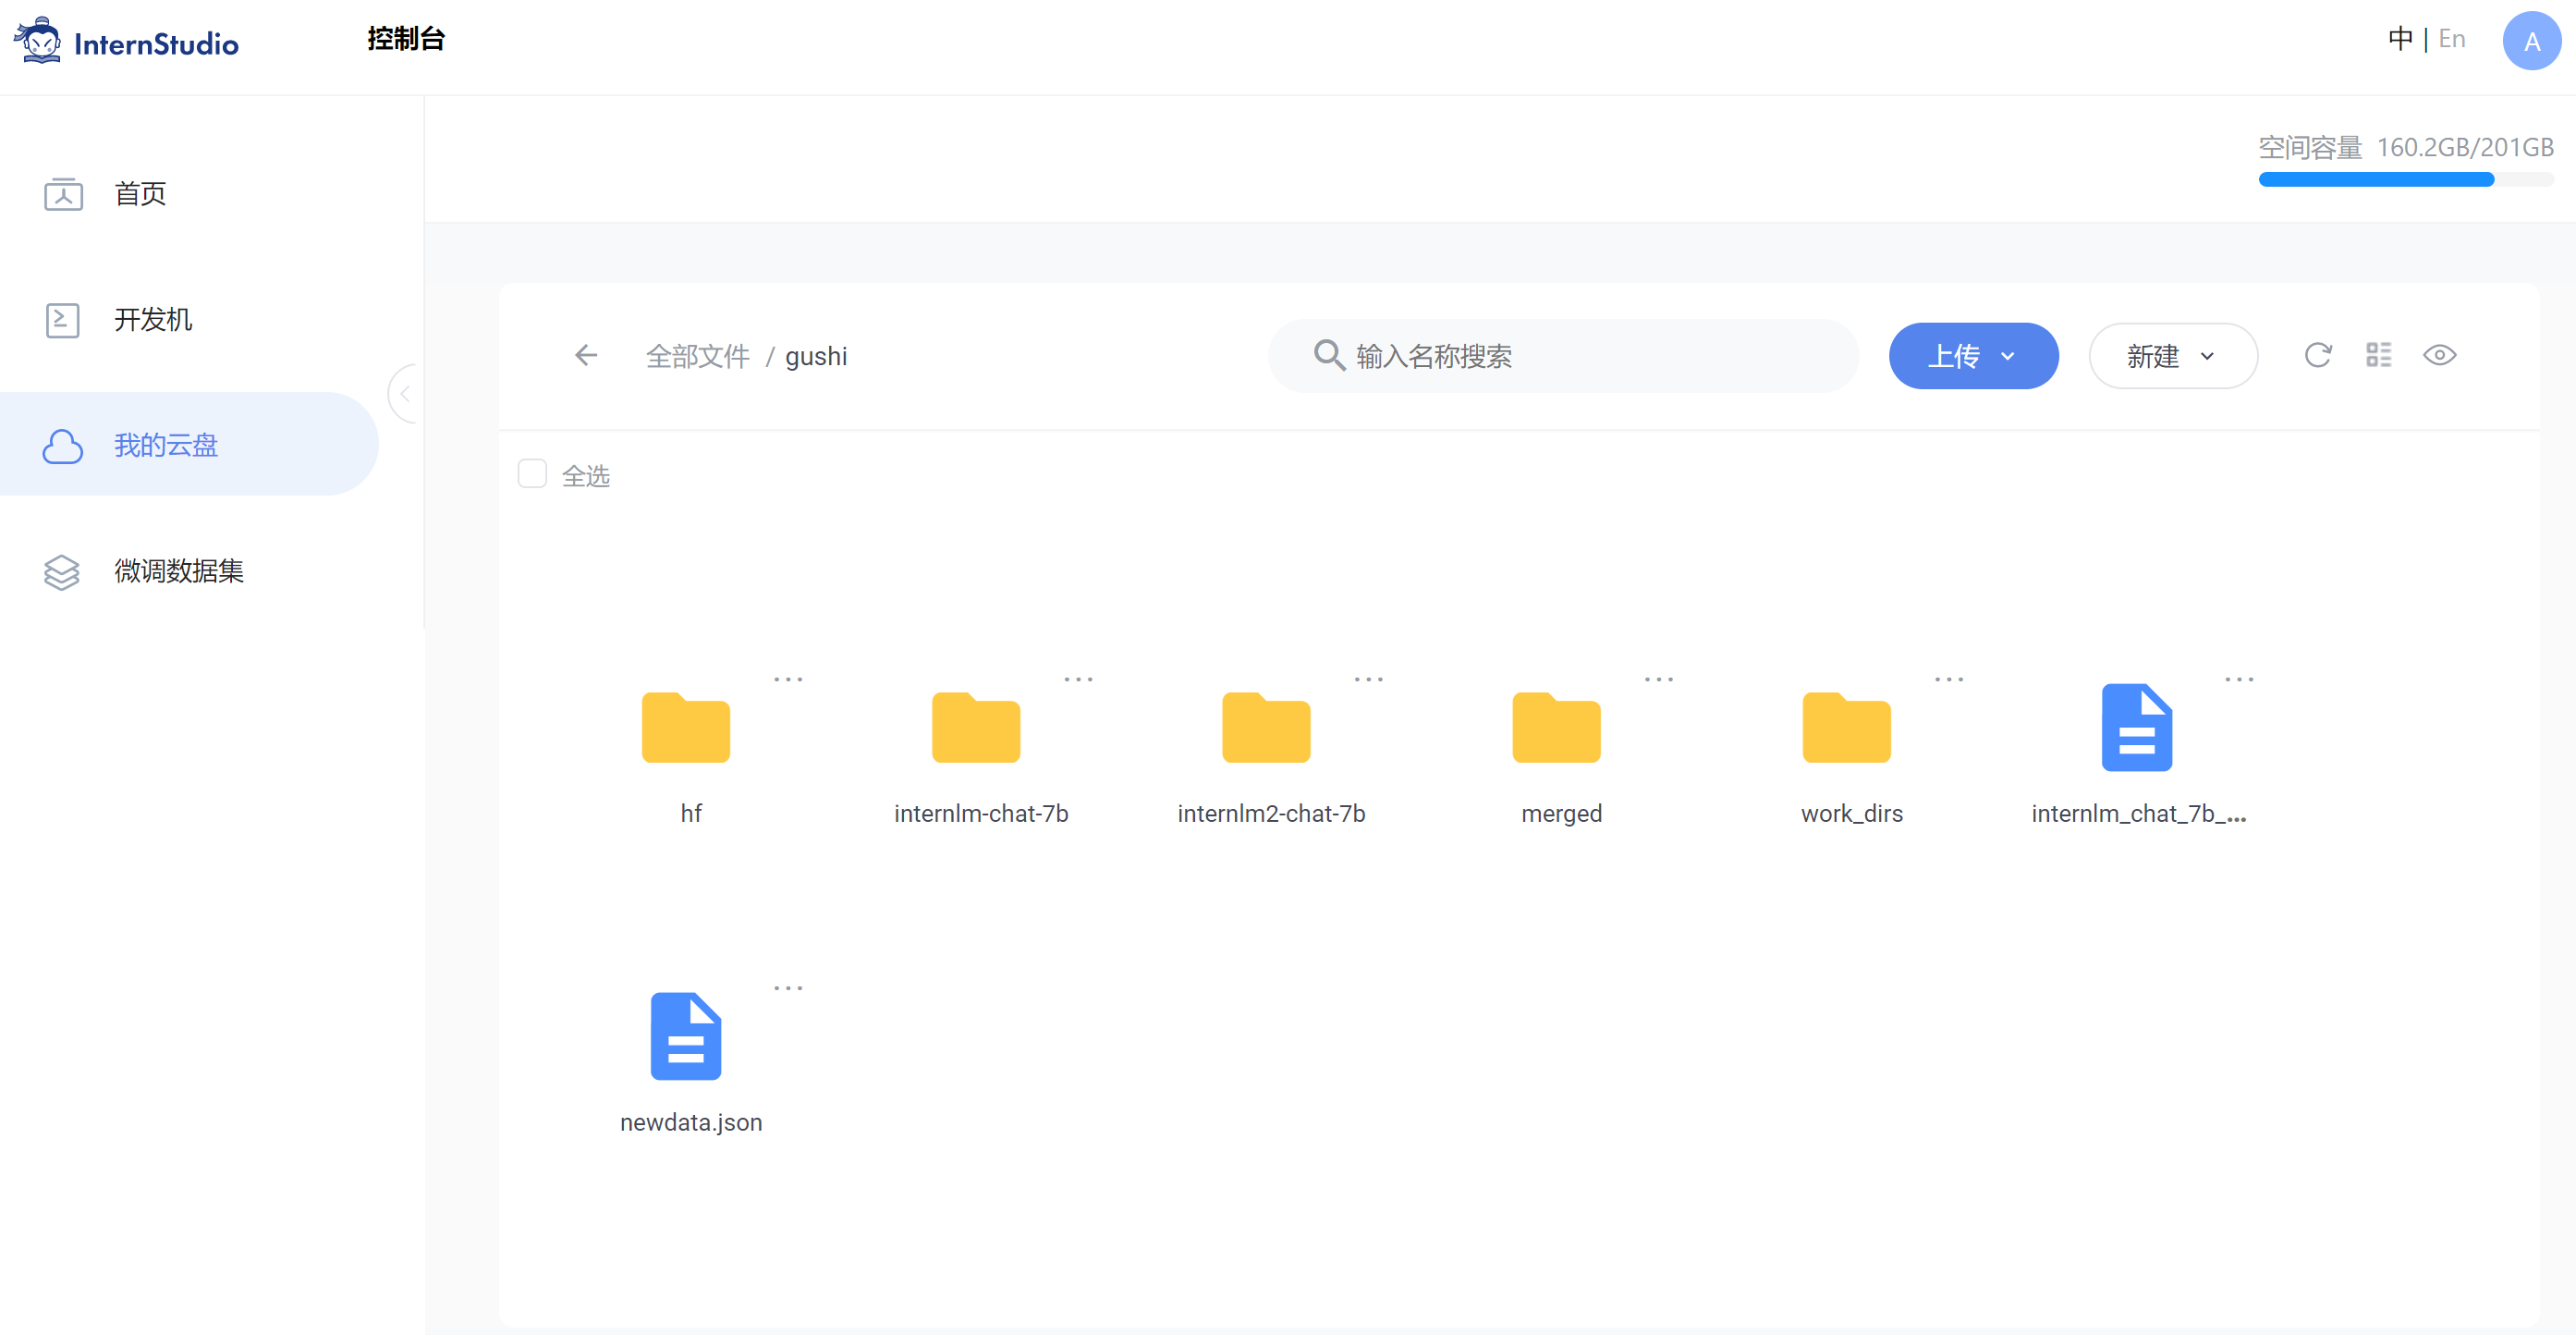 InternStudio
控制台
中 | En
A
首页
开发机
我的云盘
微调数据集
空间容量 160.2GB/201GB
全部文件 / gushi
输入名称搜索
上传
新建
全选
hf
internlm-chat-7b
internlm2-chat-7b
merged
work_dirs
internlm_chat_7b_...
newdata.json